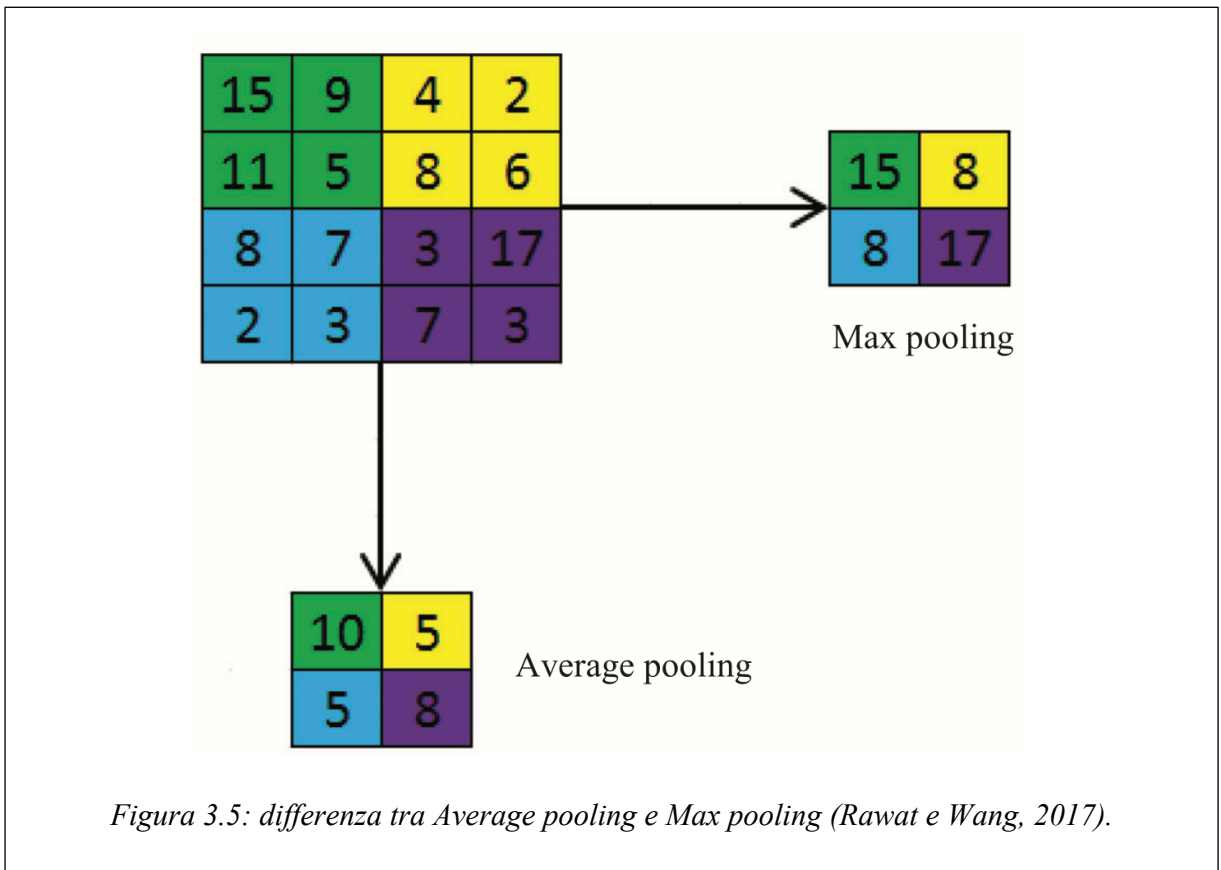 15 9 4 2
11 5 8 6
8 7 3 17
2 3 7 3
15 8
8 17
Max pooling
10 5
5 8
Average pooling
Figura 3.5: differenza tra Average pooling e Max pooling (Rawat e Wang, 2017).